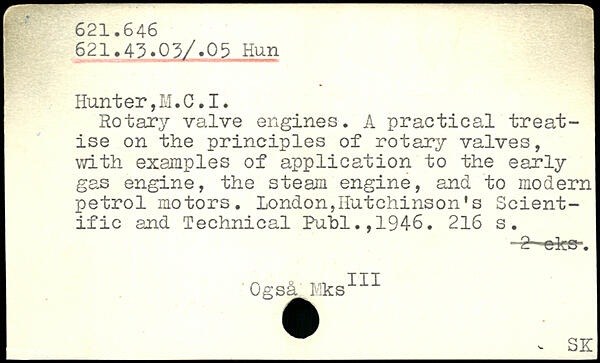 621.646
621.43.03/.05 Hun
Hunter,M.C.I.
Rotary valve engines. A practical treat-
ise on the principles of rotary valves,
with examples of application to the early
gas engine, the steam engine, and to modern
petrol motors. London,Hutchinson's Scient-
ific and Technical Publ.,1946. 216 s.
2 eks.
Også Mks III
SK